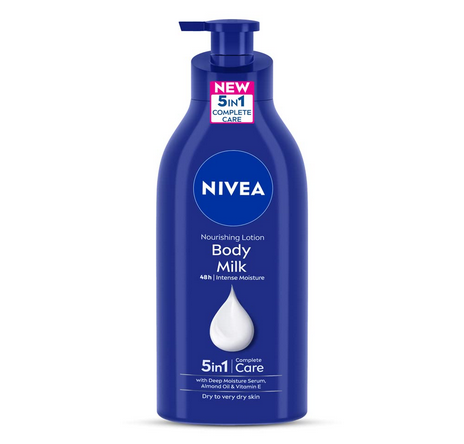 NEW
5IN1
COMPLETE
CARE
NIVEA
Nourishing Lotion
Body
Milk
48h | Intense Moisture
5in1 | Complete Care
with Deep Moisture Serum,
Almond Oil & Vitamin E
Dry to very dry skin